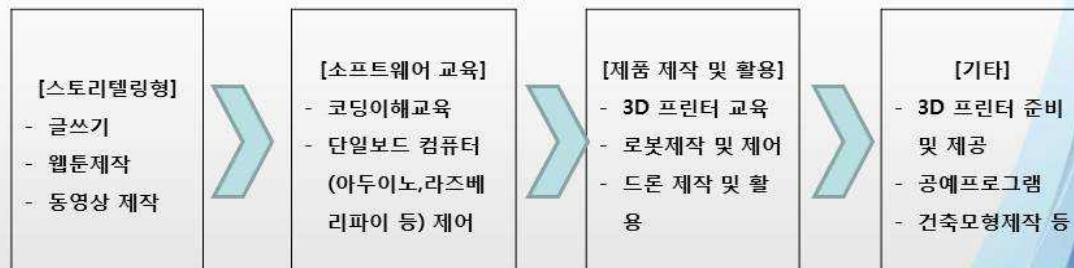 [스토리텔링형]
- 글쓰기
- 웹툰제작
- 동영상 제작
[소프트웨어 교육]
- 코딩이해교육
- 단일보드 컴퓨터
(아두이노,라즈베
리파이 등) 제어
[제품 제작 및 활용]
- 3D 프린터 교육
- 로봇제작 및 제어
- 드론 제작 및 활
용
[기타]
- 3D 프린터 준비
및 제공
- 공예프로그램
- 건축모형제작 등